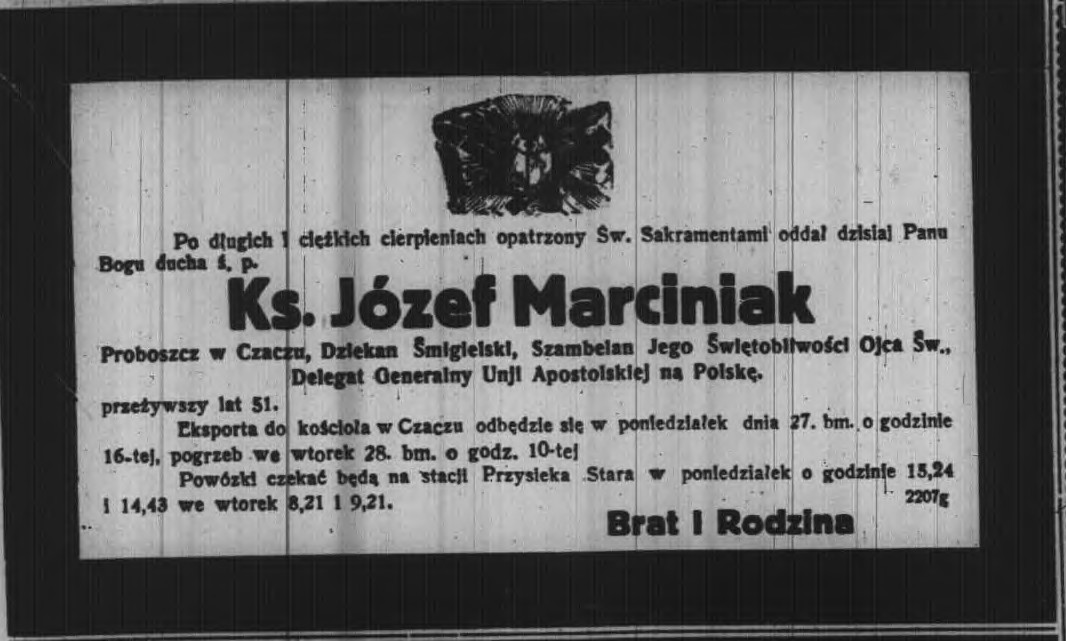 Po długich i ciężkich cierpieniach opatrzony Św. Sakramentami oddał dzisiaj Panu
Bogu ducha ś. p.
Ks. Józef Marciniak
Proboszcz w Czaczu, Dziekan Śmigielski, Szambelan Jego Świętobliwości Ojca Św.,
Delegat Generalny Unji Apostolskiej na Polskę.
przeżywszy lat 51.
Eksporta do kościoła w Czaczu odbędzie się w poniedziałek dnia 27. bm. o godzinie
16-tej, pogrzeb we wtorek 28. bm. o godz. 10-tej
Powózki czekać będą na stacji Przysieka Stara w poniedziałek o godzinie 15,24
i 14,43 we wtorek 8,21 i 9,21.
2207g
Brat i Rodzina